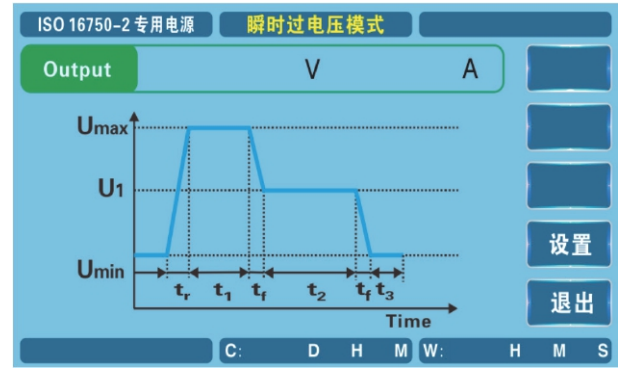 ISO 16750-2 专用电源 瞬时过电压模式
Output V A
Umax
U1
设置
Umin
tr t1 tf t2 tf t3
退出
Time
C: D H M W: H M S